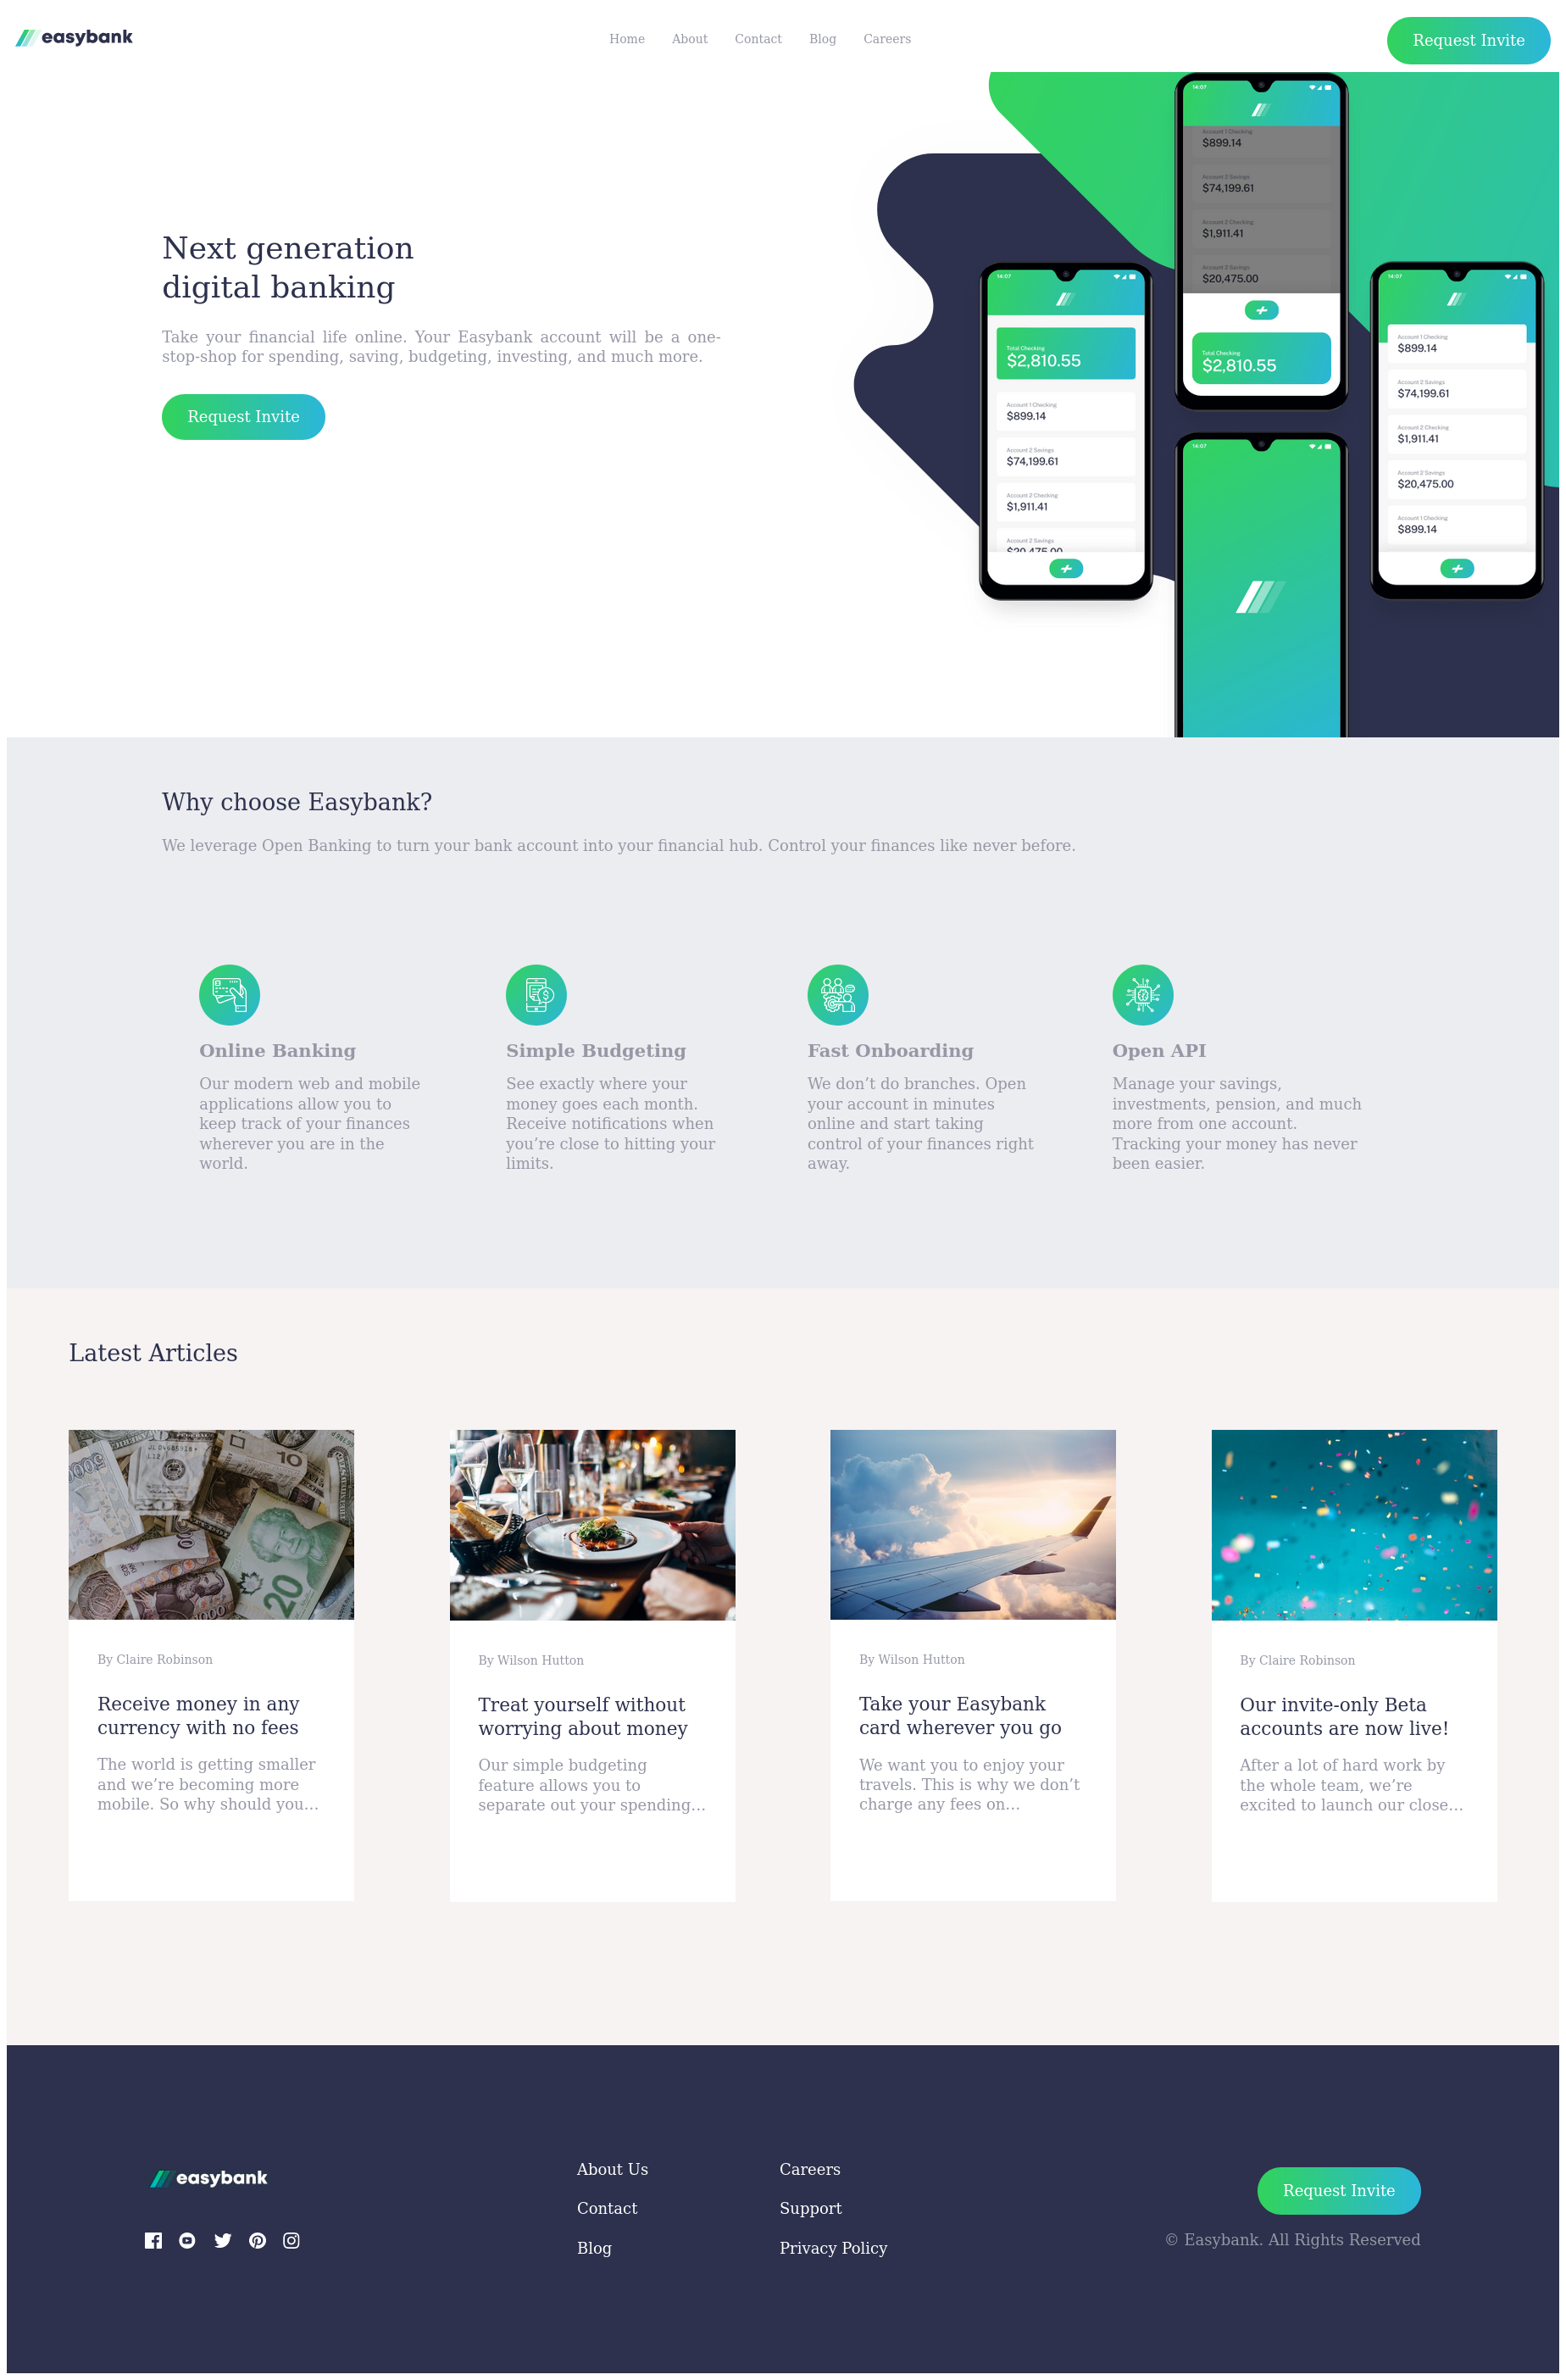 easybank
Home About Contact Blog Careers
Request Invite
Next generation
digital banking
Take your financial life online. Your Easybank account will be a one-
stop-shop for spending, saving, budgeting, investing, and much more.
Request Invite
14:07
Account 1 Checking
$899.14
Account 2 Savings
$74,199.61
Account 2 Checking
$1,911.41
Account 2 Savings
$20,475.00
Total Checking
$2,810.55
14:07
Total Checking
$2,810.55
Account 1 Checking
$899.14
Account 2 Savings
$74,199.61
Account 2 Checking
$1,911.41
Account 2 Savings
$20,475.00
14:07
Account 1 Checking
$899.14
Account 2 Savings
$74,199.61
Account 2 Checking
$1,911.41
Account 2 Savings
$20,475.00
Account 1 Checking
$899.14
14:07
Why choose Easybank?
We leverage Open Banking to turn your bank account into your financial hub. Control your finances like never before.
Online Banking
Our modern web and mobile
applications allow you to
keep track of your finances
wherever you are in the
world.
Simple Budgeting
See exactly where your
money goes each month.
Receive notifications when
you’re close to hitting your
limits.
Fast Onboarding
We don’t do branches. Open
your account in minutes
online and start taking
control of your finances right
away.
Open API
Manage your savings,
investments, pension, and much
more from one account.
Tracking your money has never
been easier.
Latest Articles
By Claire Robinson
Receive money in any
currency with no fees
The world is getting smaller
and we’re becoming more
mobile. So why should you…
By Wilson Hutton
Treat yourself without
worrying about money
Our simple budgeting
feature allows you to
separate out your spending…
By Wilson Hutton
Take your Easybank
card wherever you go
We want you to enjoy your
travels. This is why we don’t
charge any fees on…
By Claire Robinson
Our invite-only Beta
accounts are now live!
After a lot of hard work by
the whole team, we’re
excited to launch our close…
easybank
About Us
Contact
Blog
Careers
Support
Privacy Policy
Request Invite
© Easybank. All Rights Reserved